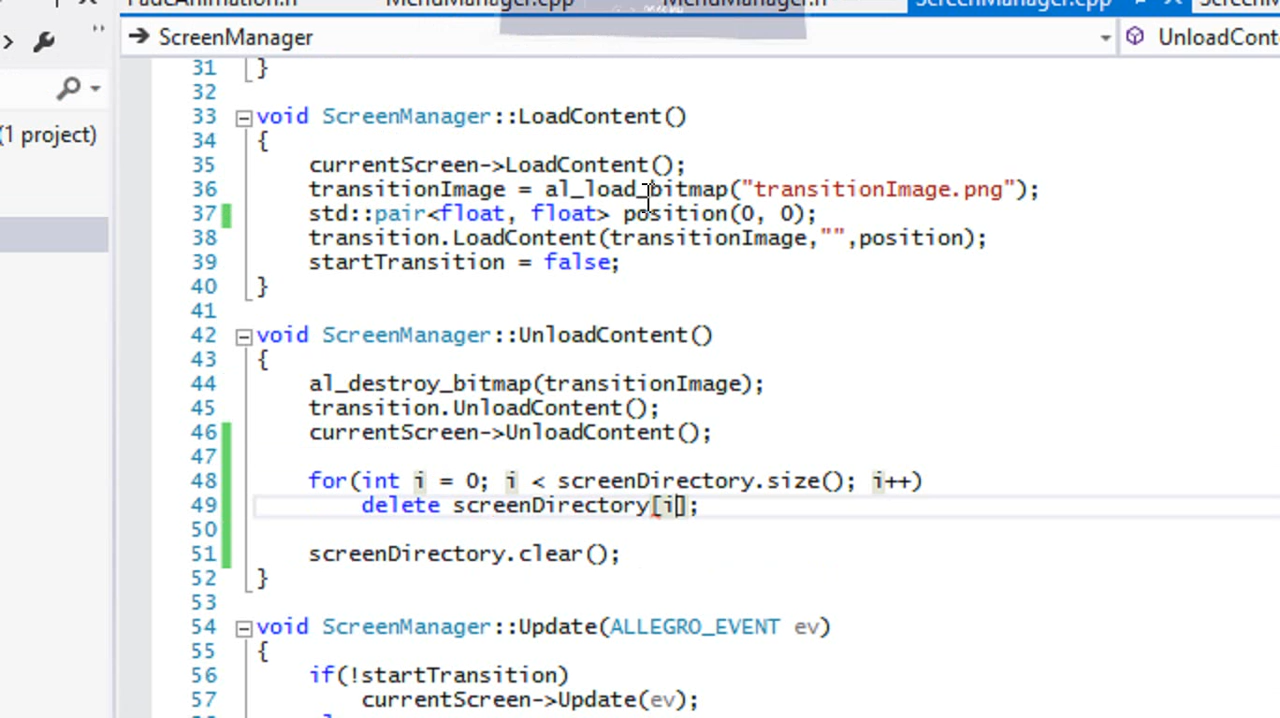 FadeAnimation.h MenuManager.cpp MenuManager.h ScreenManager.cpp
ScreenManager UnloadCont
(1 project)
31 }
32
33 void ScreenManager::LoadContent()
34 {
35 currentScreen->LoadContent();
36 transitionImage = al_load_bitmap("transitionImage.png");
37 std::pair<float, float> position(0, 0);
38 transition.LoadContent(transitionImage,"",position);
39 startTransition = false;
40 }
41
42 void ScreenManager::UnloadContent()
43 {
44 al_destroy_bitmap(transitionImage);
45 transition.UnloadContent();
46 currentScreen->UnloadContent();
47
48 for(int i = 0; i < screenDirectory.size(); i++)
49 delete screenDirectory[i];
50
51 screenDirectory.clear();
52 }
53
54 void ScreenManager::Update(ALLEGRO_EVENT ev)
55 {
56 if(!startTransition)
57 currentScreen->Update(ev);